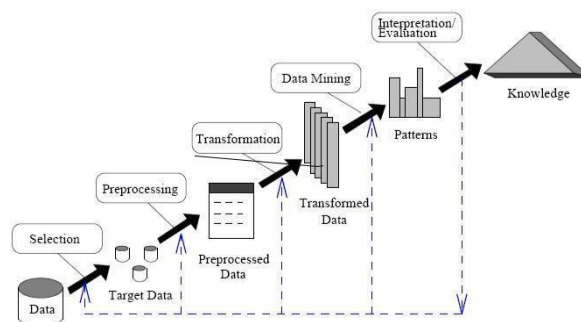 Interpretation/
Evaluation
Data Mining
Knowledge
Transformation
Patterns
Preprocessing
Transformed
Data
Selection
Preprocessed
Data
Data
Target Data